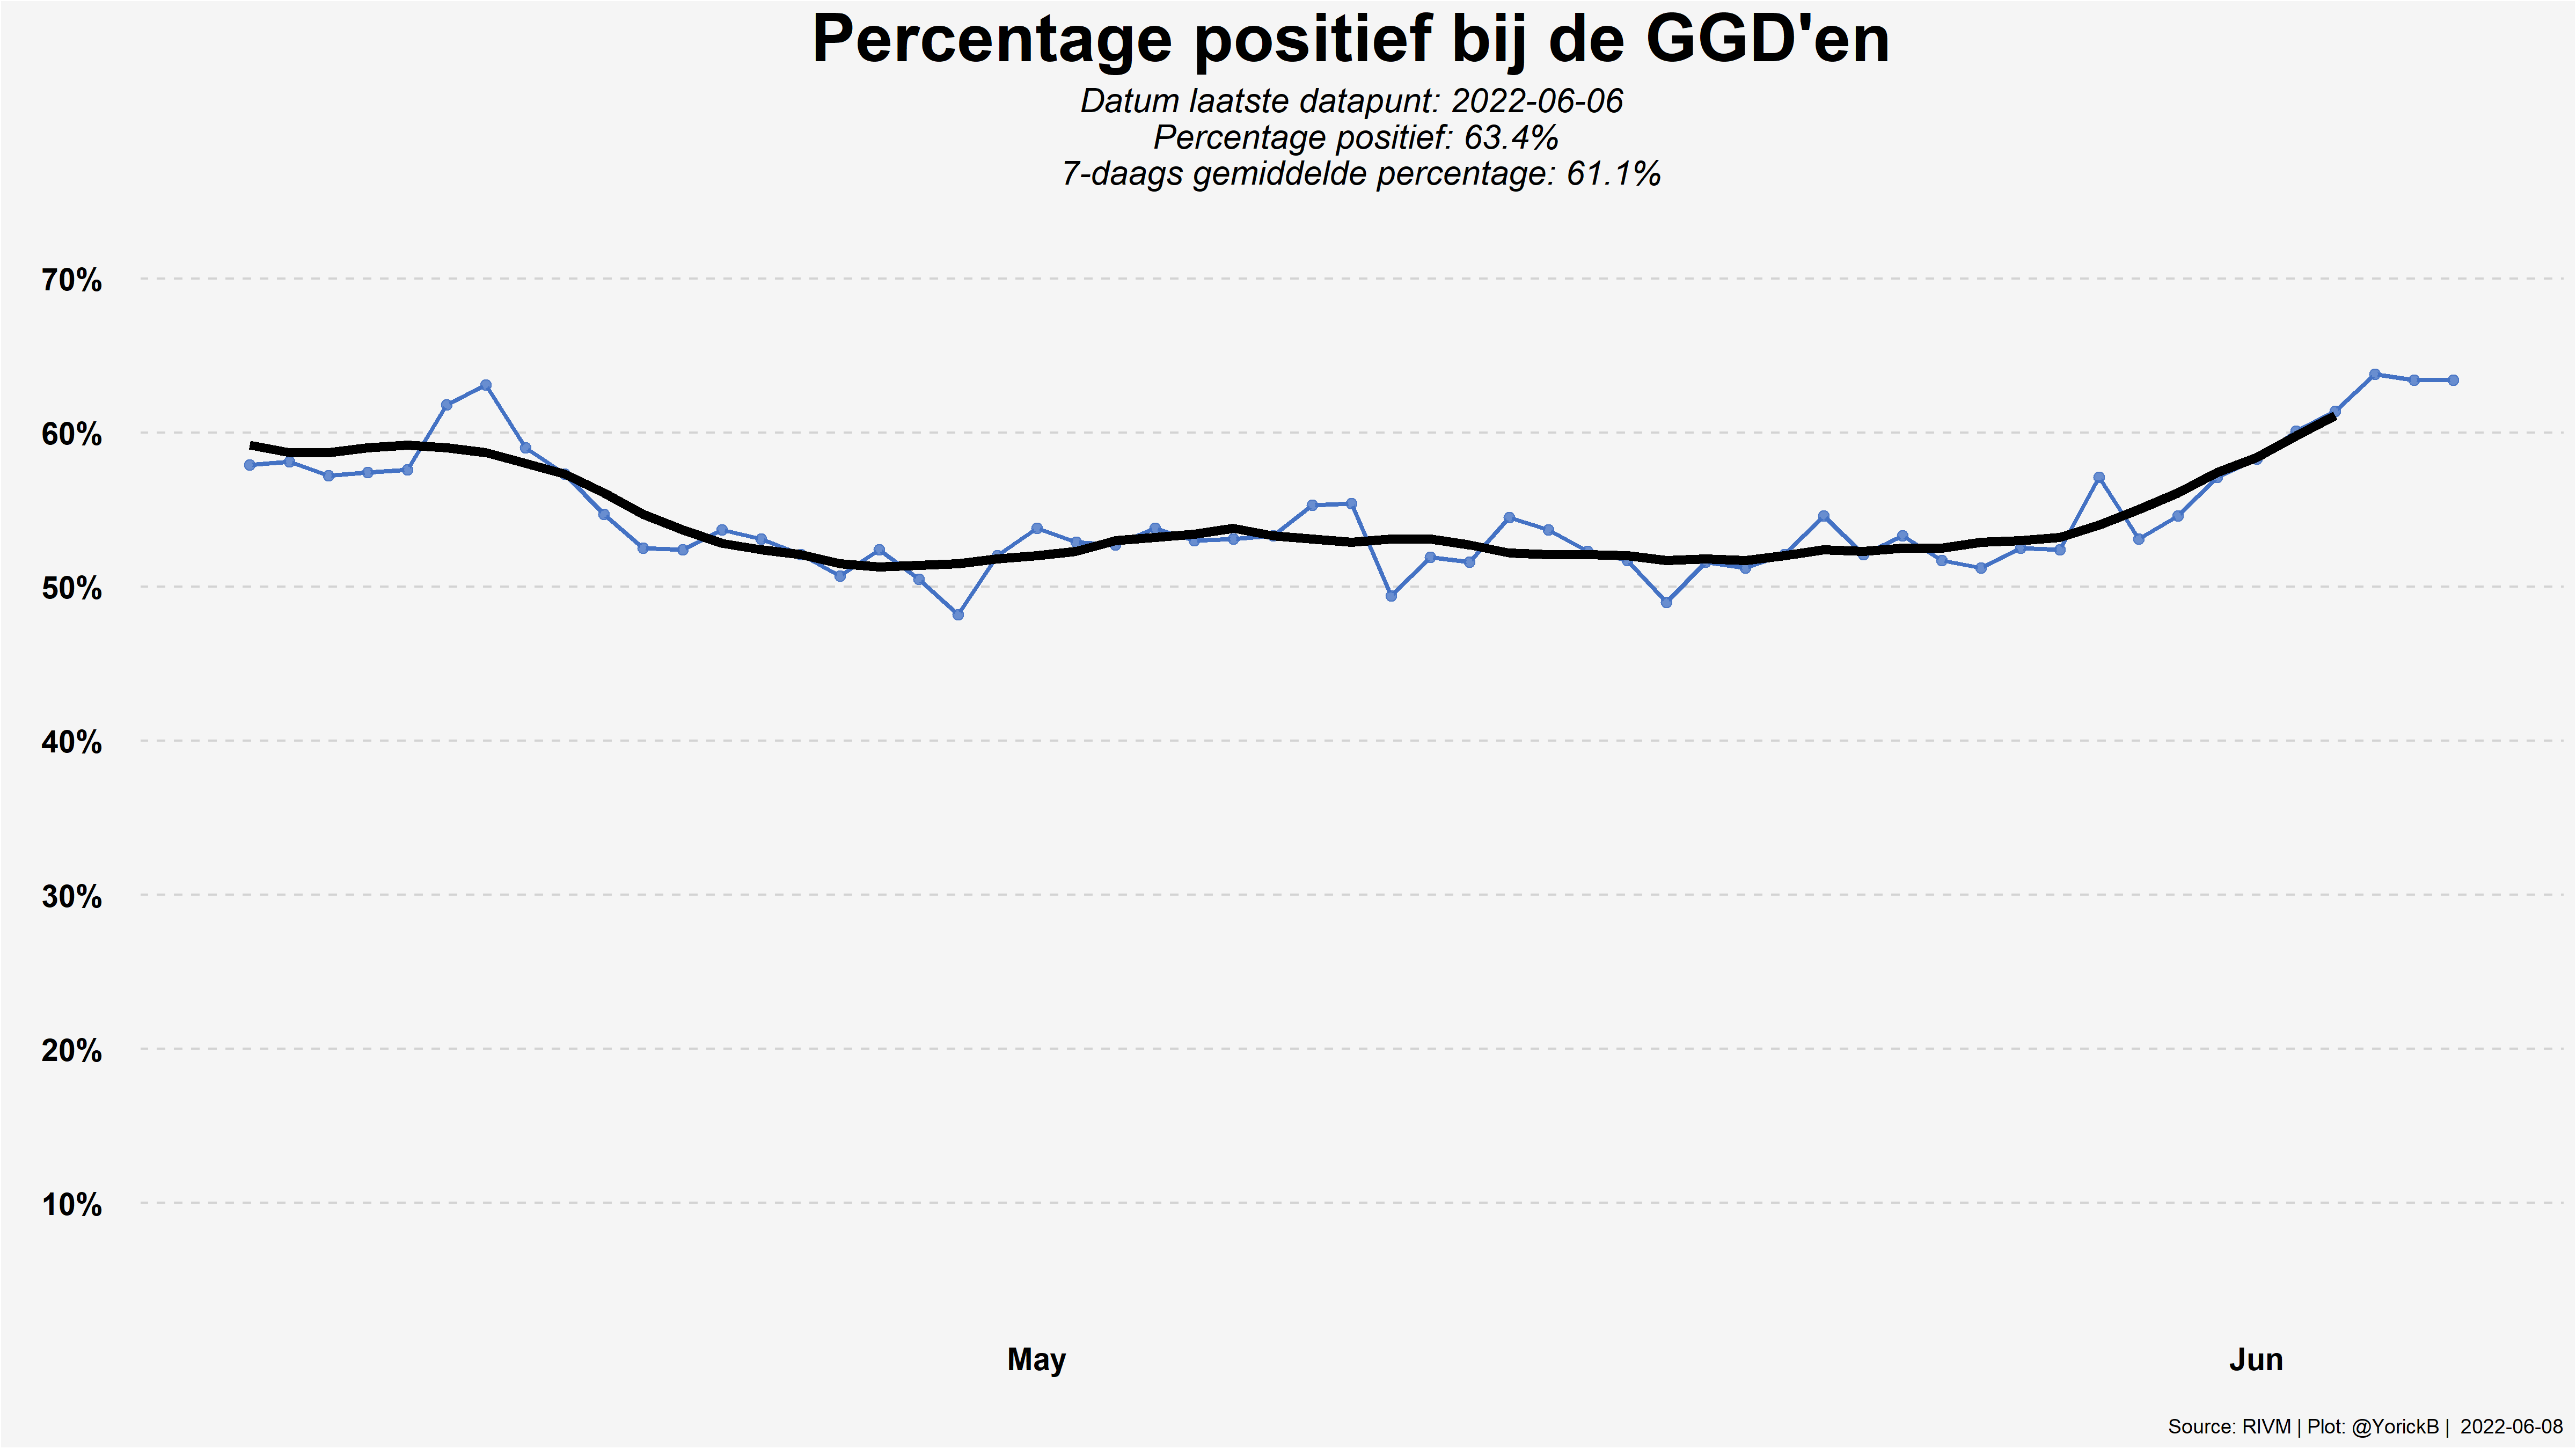 Percentage positief bij de GGD'en
Datum laatste datapunt: 2022-06-06
Percentage positief: 63.4%
7-daags gemiddelde percentage: 61.1%
70%
60%
50%
40%
30%
20%
10%
May
Jun
Source: RIVM | Plot: @YorickB | 2022-06-08